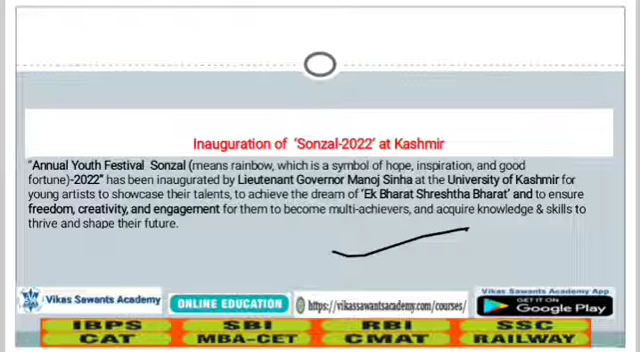 Inauguration of 'Sonzal-2022' at Kashmir
"Annual Youth Festival Sonzal (means rainbow, which is a symbol of hope, inspiration, and good
fortune)-2022" has been inaugurated by Lieutenant Governor Manoj Sinha at the University of Kashmir for
young artists to showcase their talents, to achieve the dream of 'Ek Bharat Shreshtha Bharat' and to ensure
freedom, creativity, and engagement for them to become multi-achievers, and acquire knowledge & skills to
thrive and shape their future.
Vikas Sawants Academy
ONLINE EDUCATION
https://vikassawantsacademy.com/courses/
Vikas Sawants Academy App
GET IT ON
Google Play
IBPS SBI RBI SSC
CAT MBA-CET CMAT RAILWAY